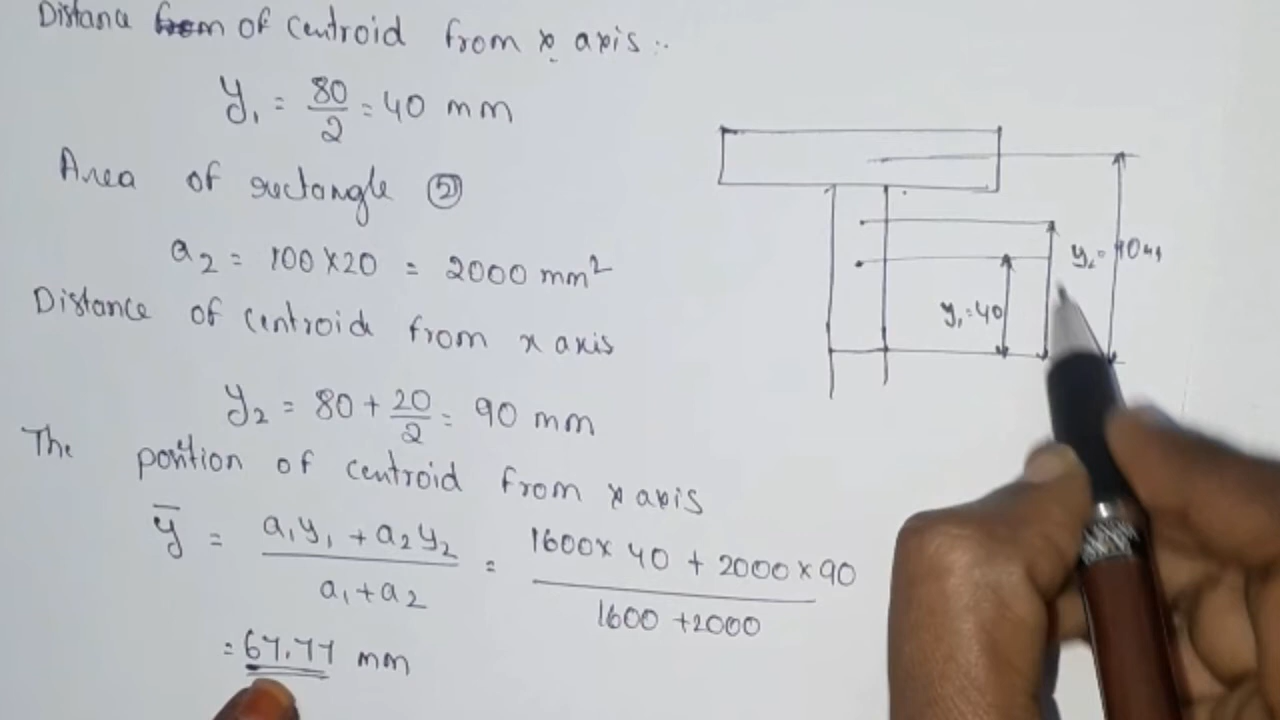 Distance of centroid from x axis :.
y₁ = 80/2 = 40 mm
Area of rectangle ②
a₂ = 100 × 20 = 2000 mm²
Distance of centroid from x axis
y₂ = 80 + 20/2 = 90 mm
The position of centroid from x axis
ȳ = a₁y₁ + a₂y₂ / a₁ + a₂ = 1600 × 40 + 2000 × 90 / 1600 + 2000
= 67.77 mm
y₁ = 40
y₂ =